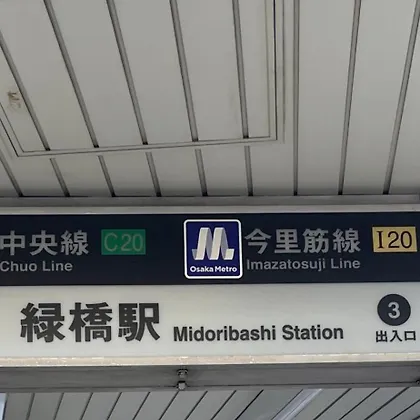 中央線 C20 今里筋線 I20
Chuo Line Osaka Metro Imazatosuji Line
緑橋駅 Midoribashi Station 3
出入口